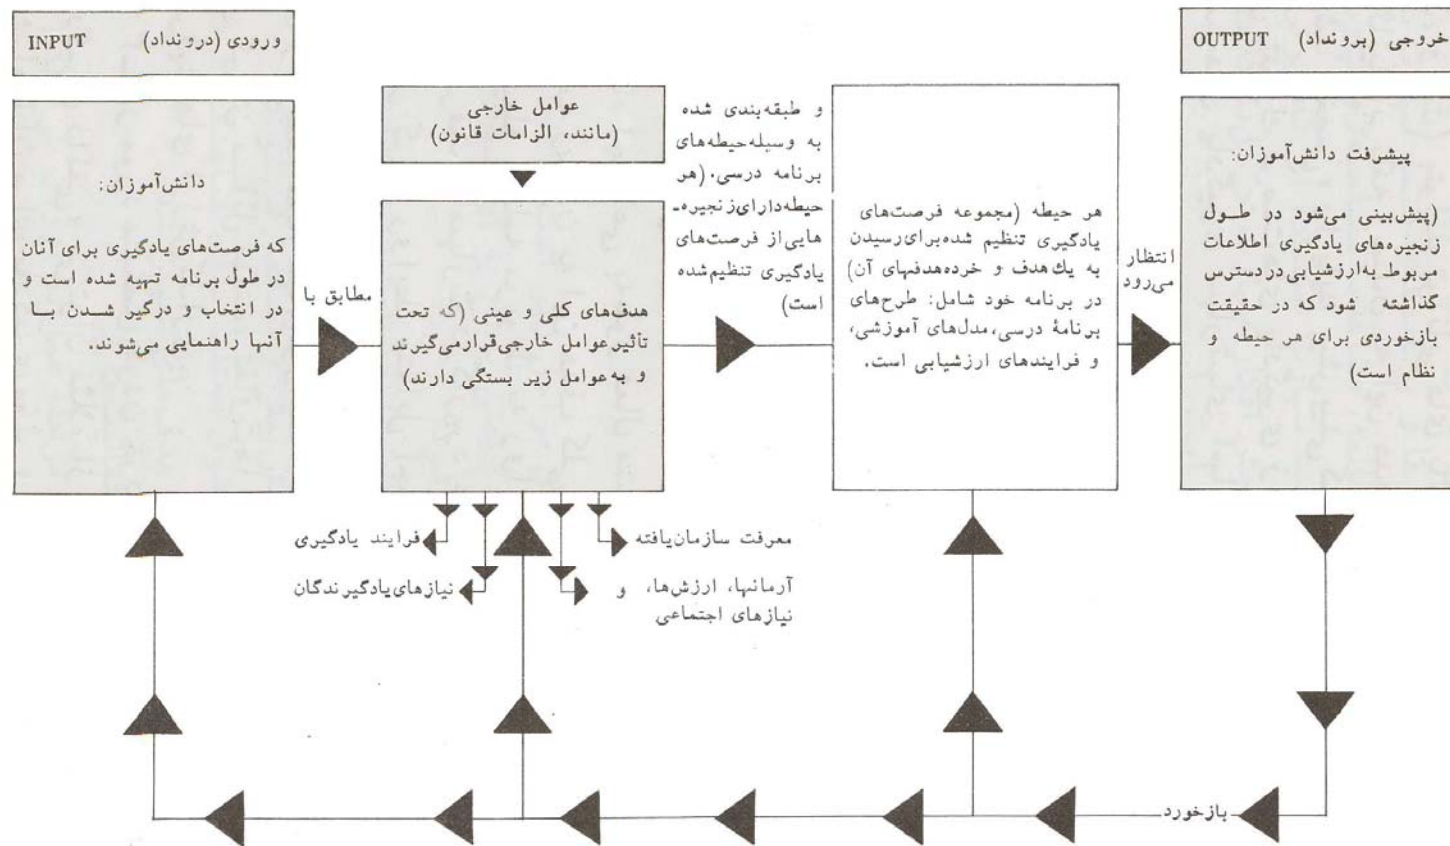 ورودی (درونداد) INPUT
دانش‌آموزان:
که فرصت‌های یادگیری برای آنان
در طول برنامه تهیه شده است و
در انتخاب و درگیر شدن با
آنها راهنمایی می‌شوند.
مطابق با
عوامل خارجی
(مانند، الزامات قانون)
هدف‌های کلی و عینی (که تحت
تأثیر عوامل خارجی قرار می‌گیرند
و به عوامل زیر بستگی دارند)
فرایند یادگیری
نیازهای یادگیرندگان
معرفت سازمان‌یافته
آرمانها، ارزش‌ها، و
نیازهای اجتماعی
و طبقه‌بندی شده
به وسیله حیطه‌های
برنامه درسی. (هر
حیطه دارای زنجیره-
هایی از فرصت‌های
یادگیری تنظیم شده
است)
هر حیطه (مجموعه فرصت‌های
یادگیری تنظیم شده برای رسیدن
به یك هدف و خرده هدفهای آن)
در برنامه خود شامل: طرح‌های
برنامهٔ درسی، مدل‌های آموزشی،
و فرایندهای ارزشیابی است.
انتظار
می‌رود
خروجی (برونداد) OUTPUT
پیشرفت دانش‌آموزان:
(پیش‌بینی می‌شود در طول
زنجیره‌های یادگیری اطلاعات
مربوط به ارزشیابی در دسترس
گذاشته شود که در حقیقت
بازخوردی برای هر حیطه و
نظام است)
بازخورد